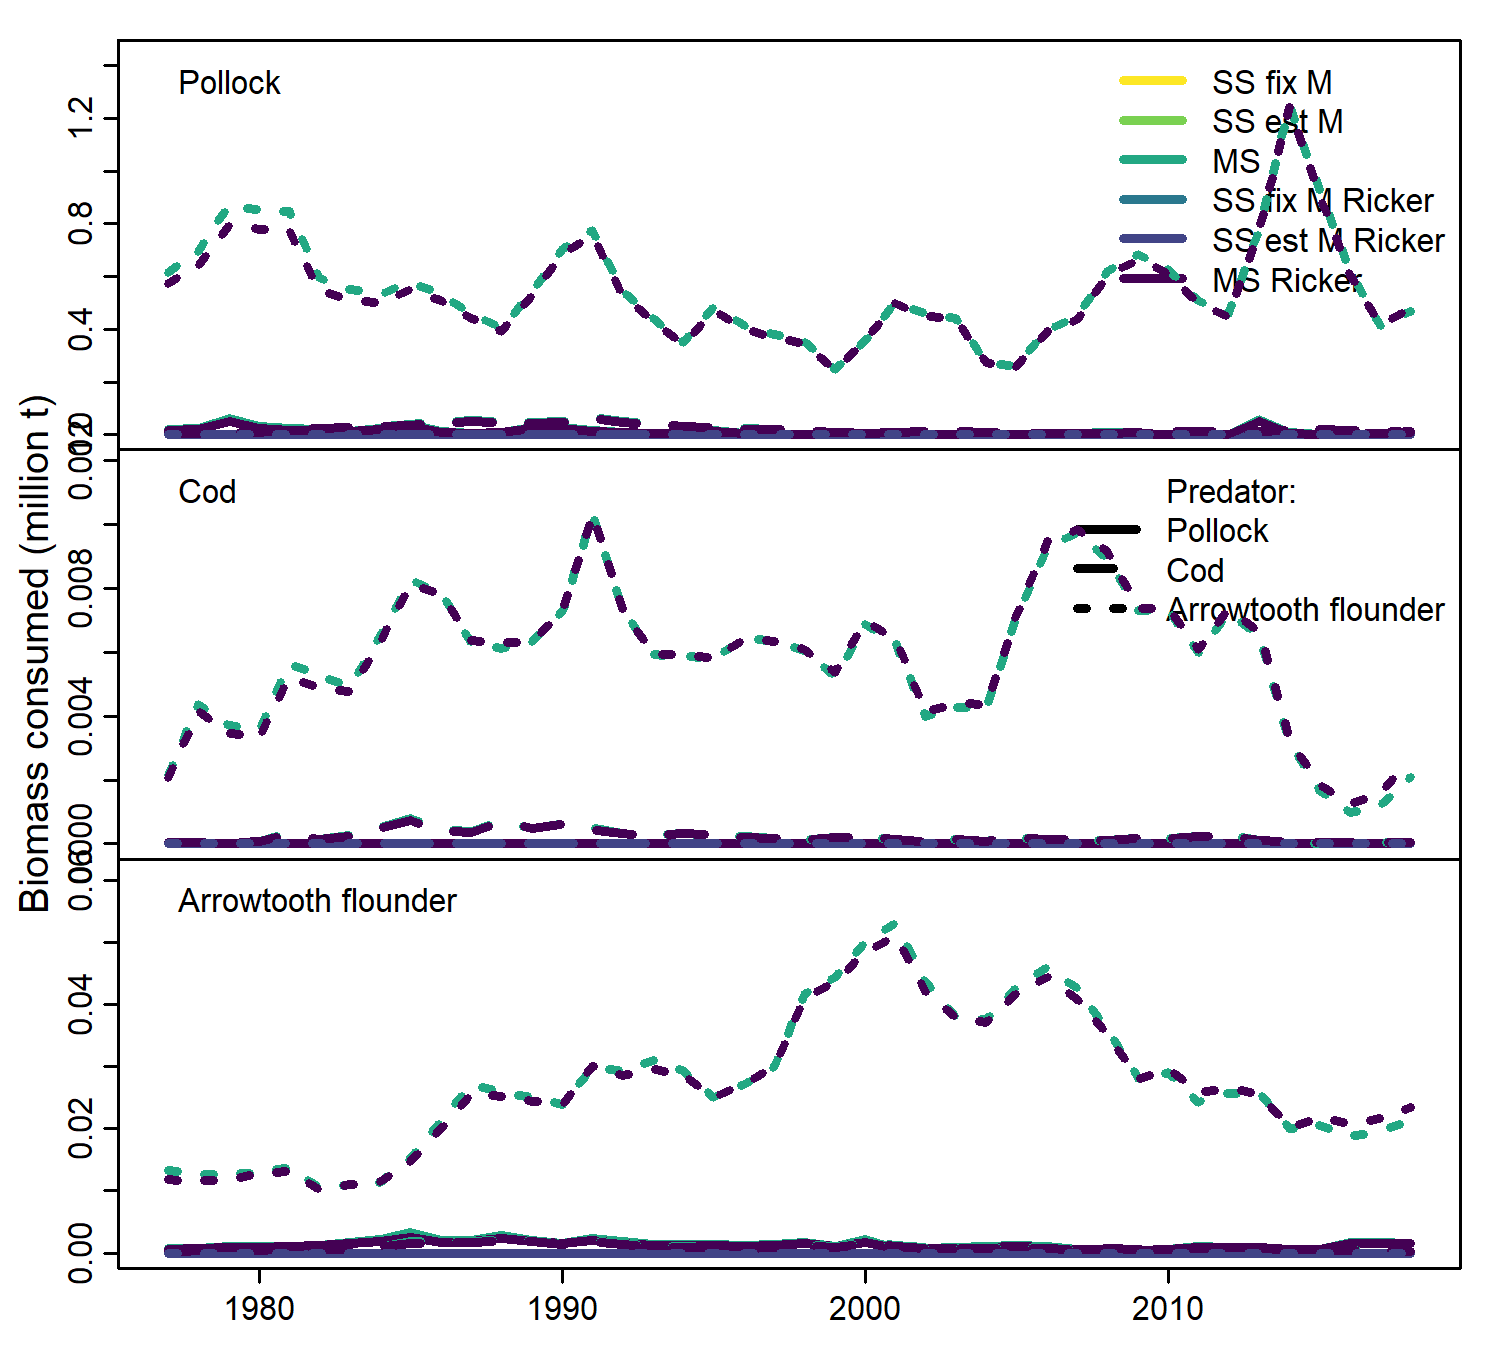 Pollock
SS fix M
SS est M
MS
SS fix M Ricker
SS est M Ricker
MS Ricker
1.2
0.8
0.4
Cod
Predator:
Pollock
Cod
Arrowtooth flounder
0.008
0.004
0.000
Arrowtooth flounder
0.04
0.02
0.00
Biomass consumed (million t)
1980
1990
2000
2010